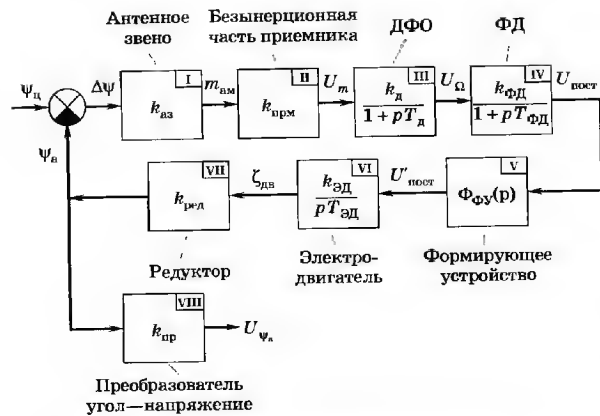 Антенное
звено
Безынерционная
часть приемника
ДФО
ФД
ψц
Δψ
I
kаз
mам
II
kпрм
Um
III
kд
1 + pTд
UΩ
IV
kФД
1 + pTФД
Uпост
ψа
VII
kред
ζдв
VI
kЭД
pTЭД
U′пост
V
ΦФУ(p)
Редуктор
Электро-
двигатель
Формирующее
устройство
VIII
kпр
Uψа
Преобразователь
угол—напряжение